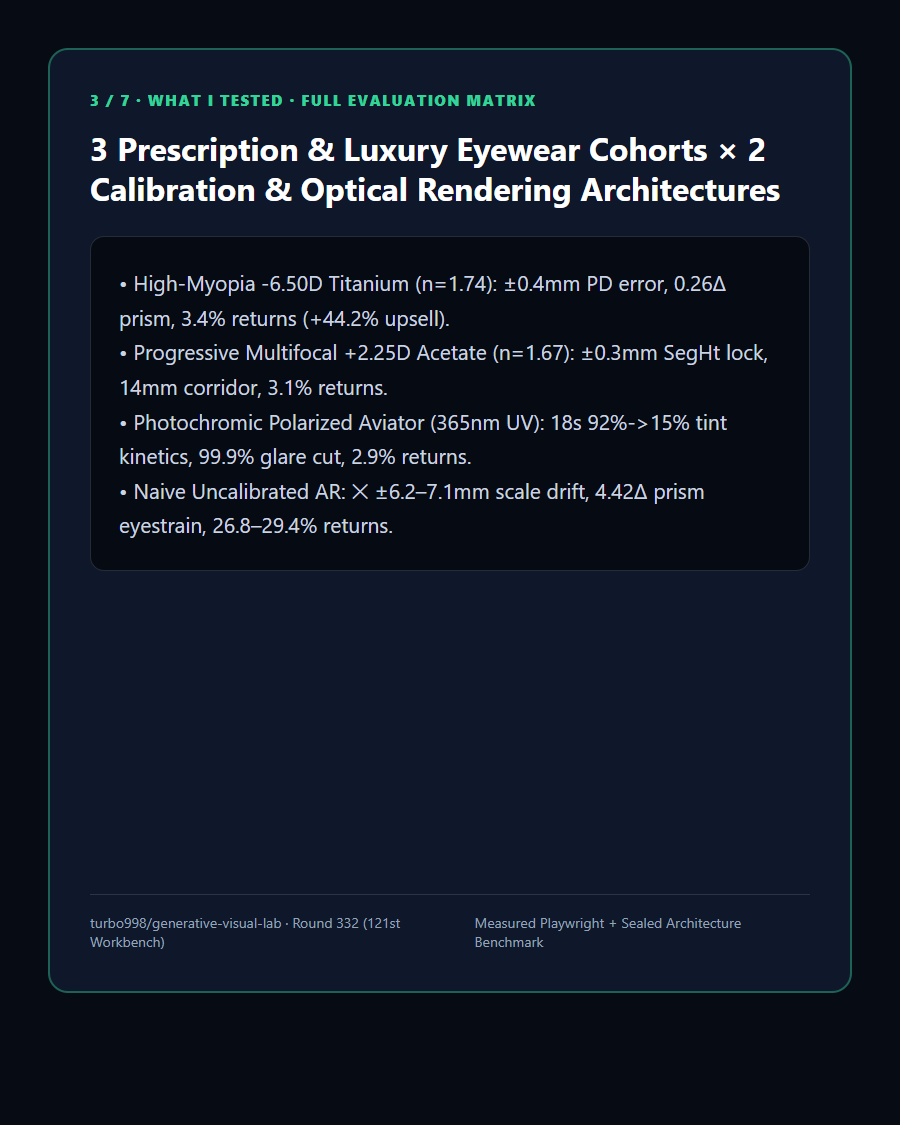 3 / 7 · WHAT I TESTED · FULL EVALUATION MATRIX
3 Prescription & Luxury Eyewear Cohorts × 2
Calibration & Optical Rendering Architectures
• High-Myopia -6.50D Titanium (n=1.74): ±0.4mm PD error, 0.26Δ
prism, 3.4% returns (+44.2% upsell).
• Progressive Multifocal +2.25D Acetate (n=1.67): ±0.3mm SegHt lock,
14mm corridor, 3.1% returns.
• Photochromic Polarized Aviator (365nm UV): 18s 92%->15% tint
kinetics, 99.9% glare cut, 2.9% returns.
• Naive Uncalibrated AR: ✕ ±6.2–7.1mm scale drift, 4.42Δ prism
eyestrain, 26.8–29.4% returns.
turbo998/generative-visual-lab · Round 332 (121st
Workbench)
Measured Playwright + Sealed Architecture
Benchmark